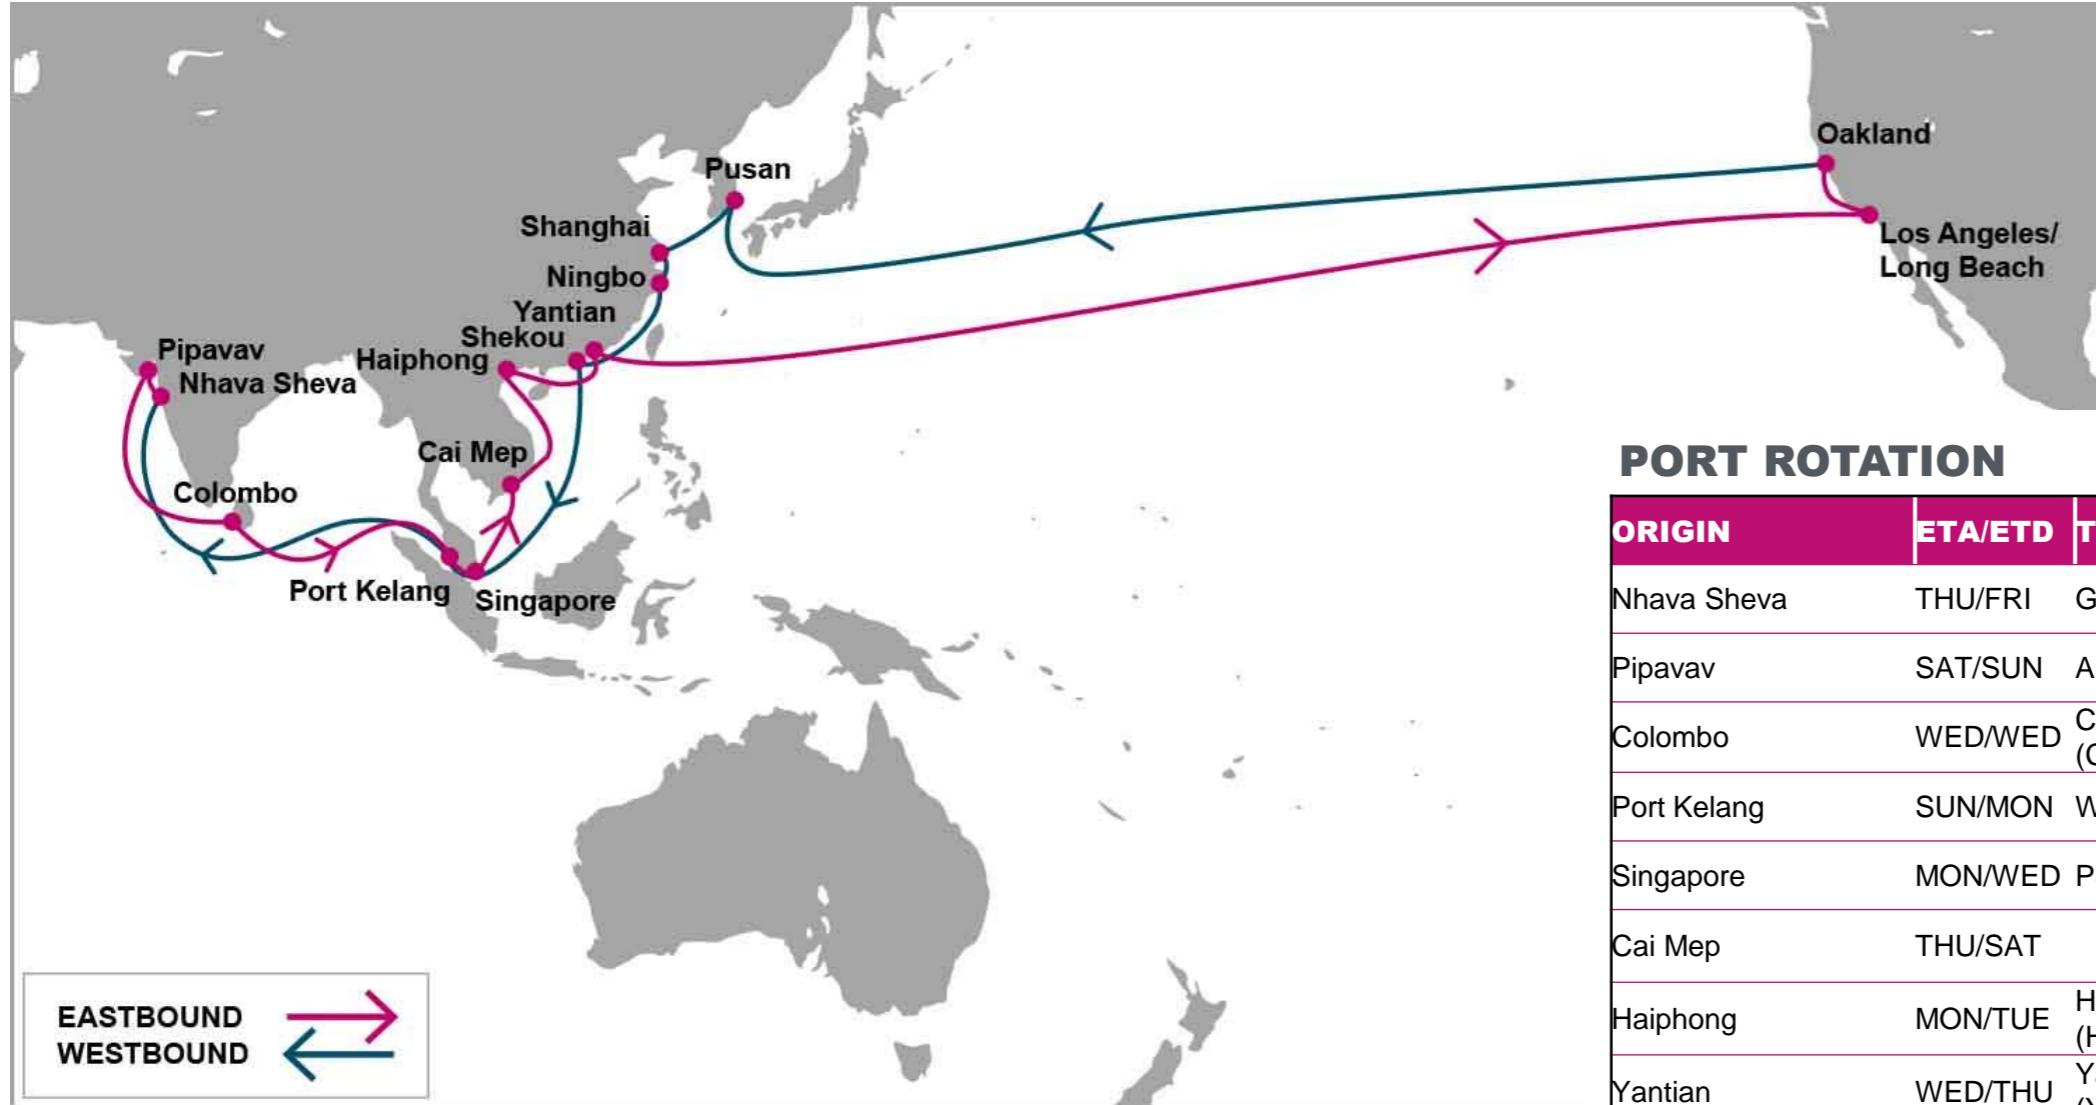 Oakland
Pusan
Shanghai
Los Angeles/
Long Beach
Ningbo
Yantian
Shekou
Haiphong
Pipavav
Nhava Sheva
Cai Mep
Colombo
Port Kelang
Singapore
EASTBOUND
WESTBOUND
PORT ROTATION
ORIGIN ETA/ETD
Nhava Sheva THU/FRI
Pipavav SAT/SUN
Colombo WED/WED
Port Kelang SUN/MON
Singapore MON/WED
Cai Mep THU/SAT
Haiphong MON/TUE
Yantian WED/THU